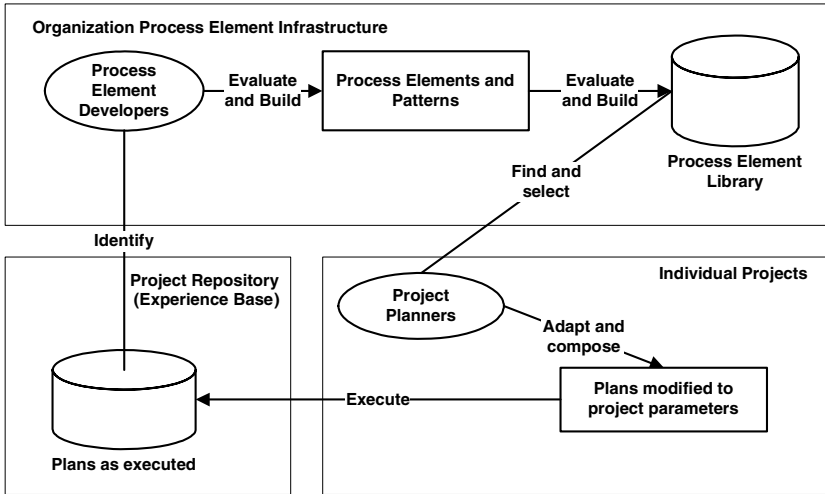 Organization Process Element Infrastructure
Process
Element
Developers
Evaluate
and Build
Process Elements and
Patterns
Evaluate
and Build
Process Element
Library
Find and
select
Identify
Project Repository
(Experience Base)
Plans as executed
Individual Projects
Project
Planners
Adapt and
compose
Plans modified to
project parameters
Execute